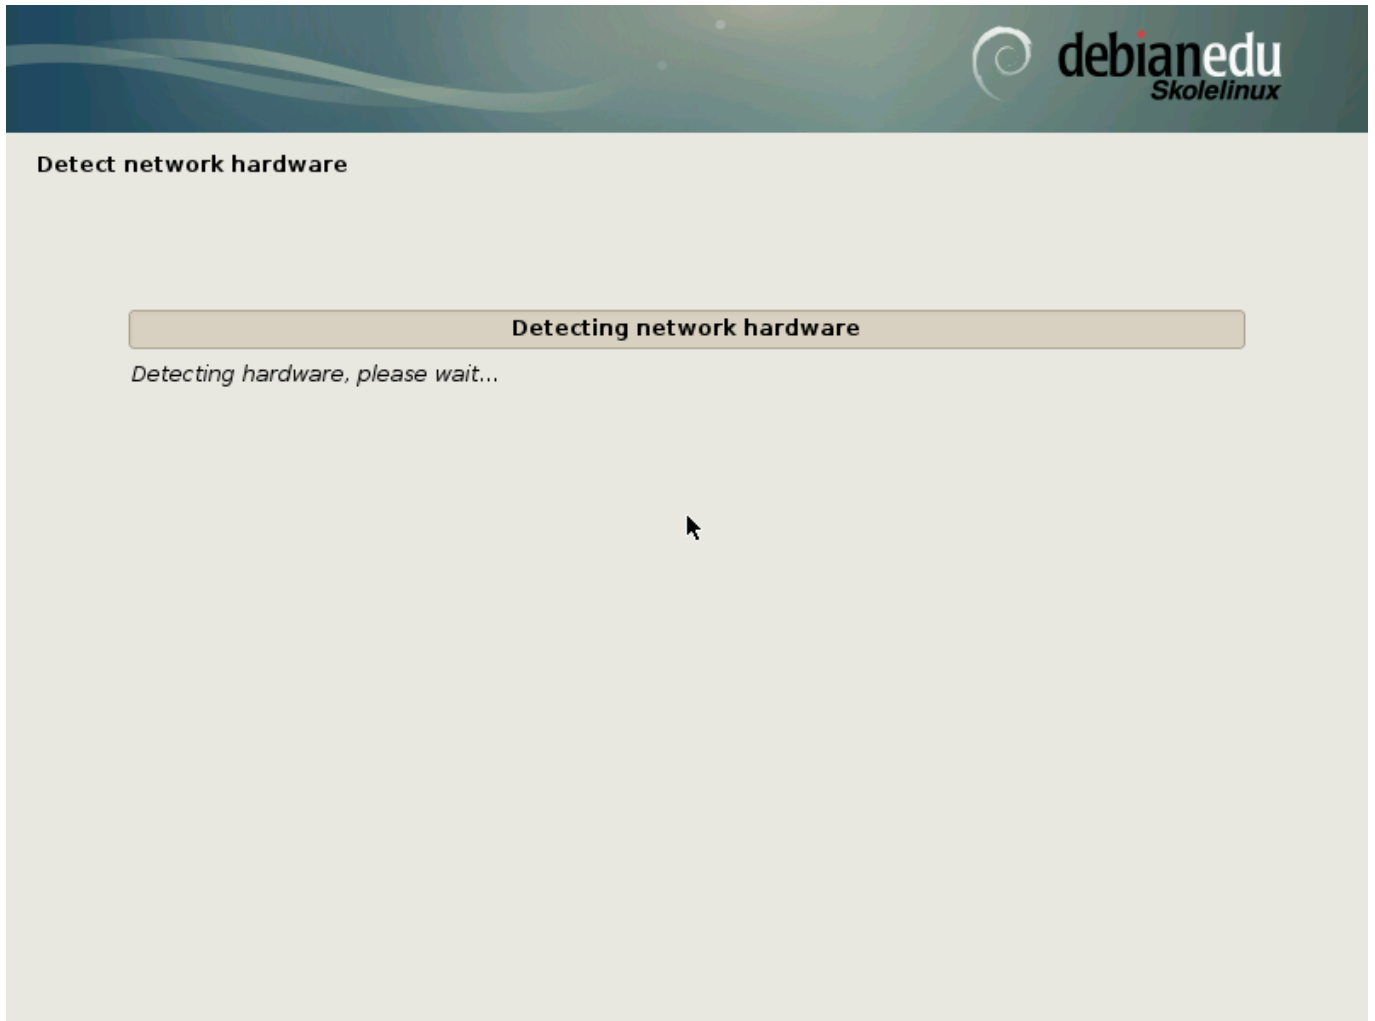 debianedu
Skolelinux
Detect network hardware
Detecting network hardware
Detecting hardware, please wait...